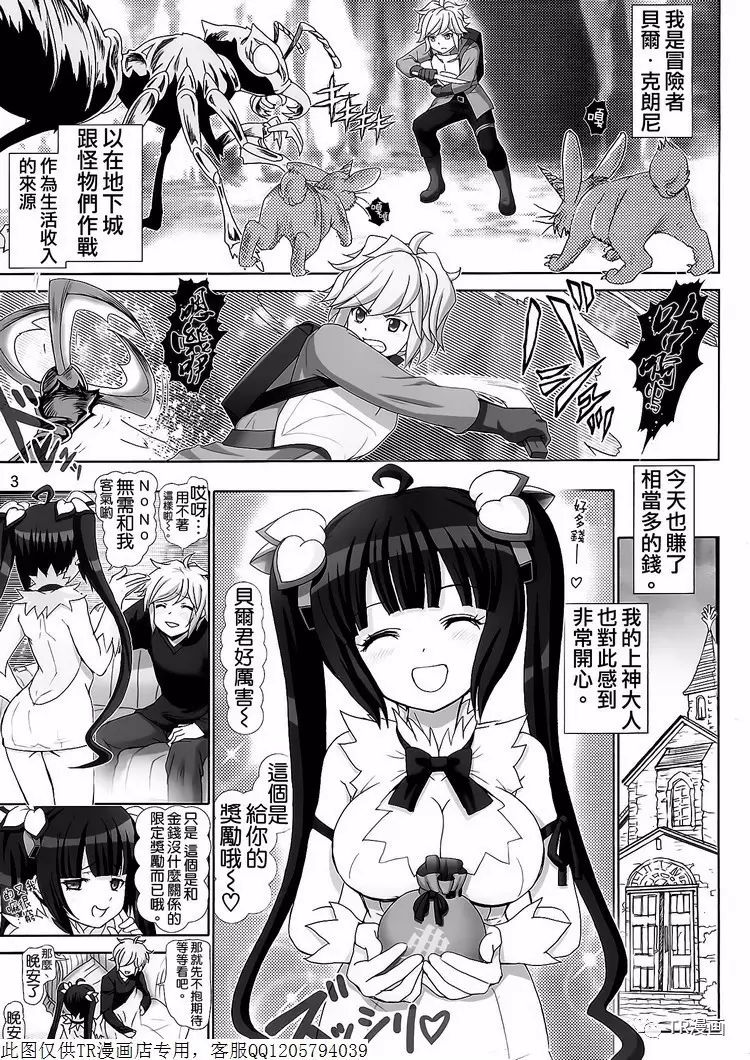 我是冒險者
貝爾・克朗尼
嘎
以在地下城
跟怪物們作戰
作為生活收入
的來源
今天也賺了
相當多的錢。
我的上神大人
也對此感到
非常開心。
好多錢～♡
貝爾君好厲害～
這個是
給你的
獎勵哦～♡
ズッシリ♡
哎呀…
用不著
這樣啦～。
NoNo
無需和我
客氣喲
3
只是 這個是和
金錢沒什麼關係的
限定獎勵而已哦。
那就先不抱期待
等等看吧。
那麼、
晚安了
晚安
TR漫画
此图仅供TR漫画店专用，客服QQ1205794039